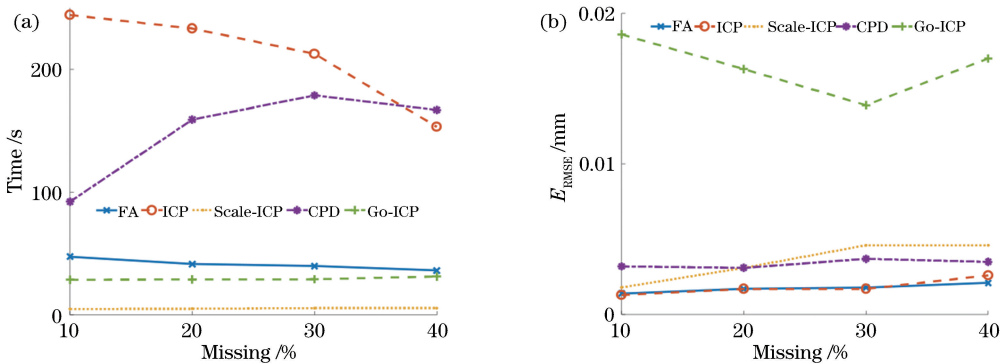 (a)
Time /s
200
100
0
FA ICP Scale-ICP CPD Go-ICP
10 20 30 40
Missing /%
(b)
E_RMSE /mm
0.02
0.01
0
FA ICP Scale-ICP CPD Go-ICP
10 20 30 40
Missing /%